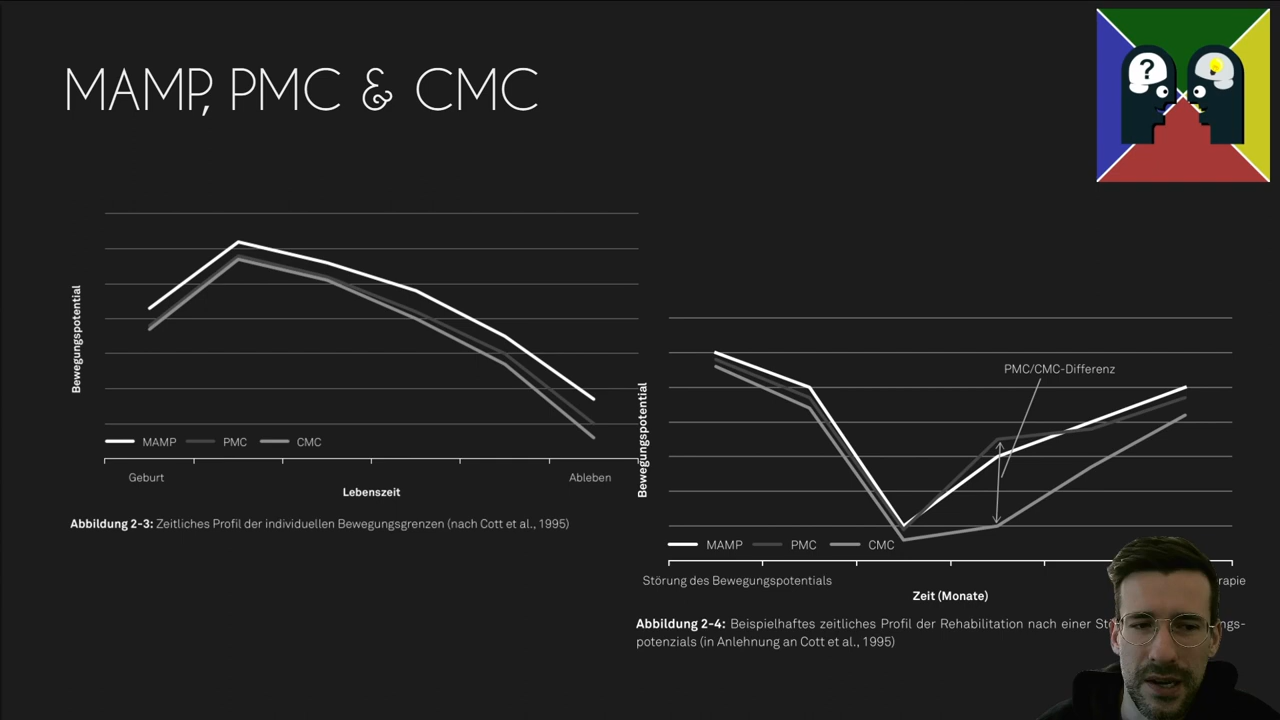 MAMP, PMC & CMC
?
Bewegungspotential
MAMP PMC CMC
Geburt Ableben
Lebenszeit
Abbildung 2-3: Zeitliches Profil der individuellen Bewegungsgrenzen (nach Cott et al., 1995)
Bewegungspotential
PMC/CMC-Differenz
MAMP PMC CMC
Störung des Bewegungspotentials
Zeit (Monate)
Abbildung 2-4: Beispielhaftes zeitliches Profil der Rehabilitation nach einer
potenzials (in Anlehnung an Cott et al., 1995)